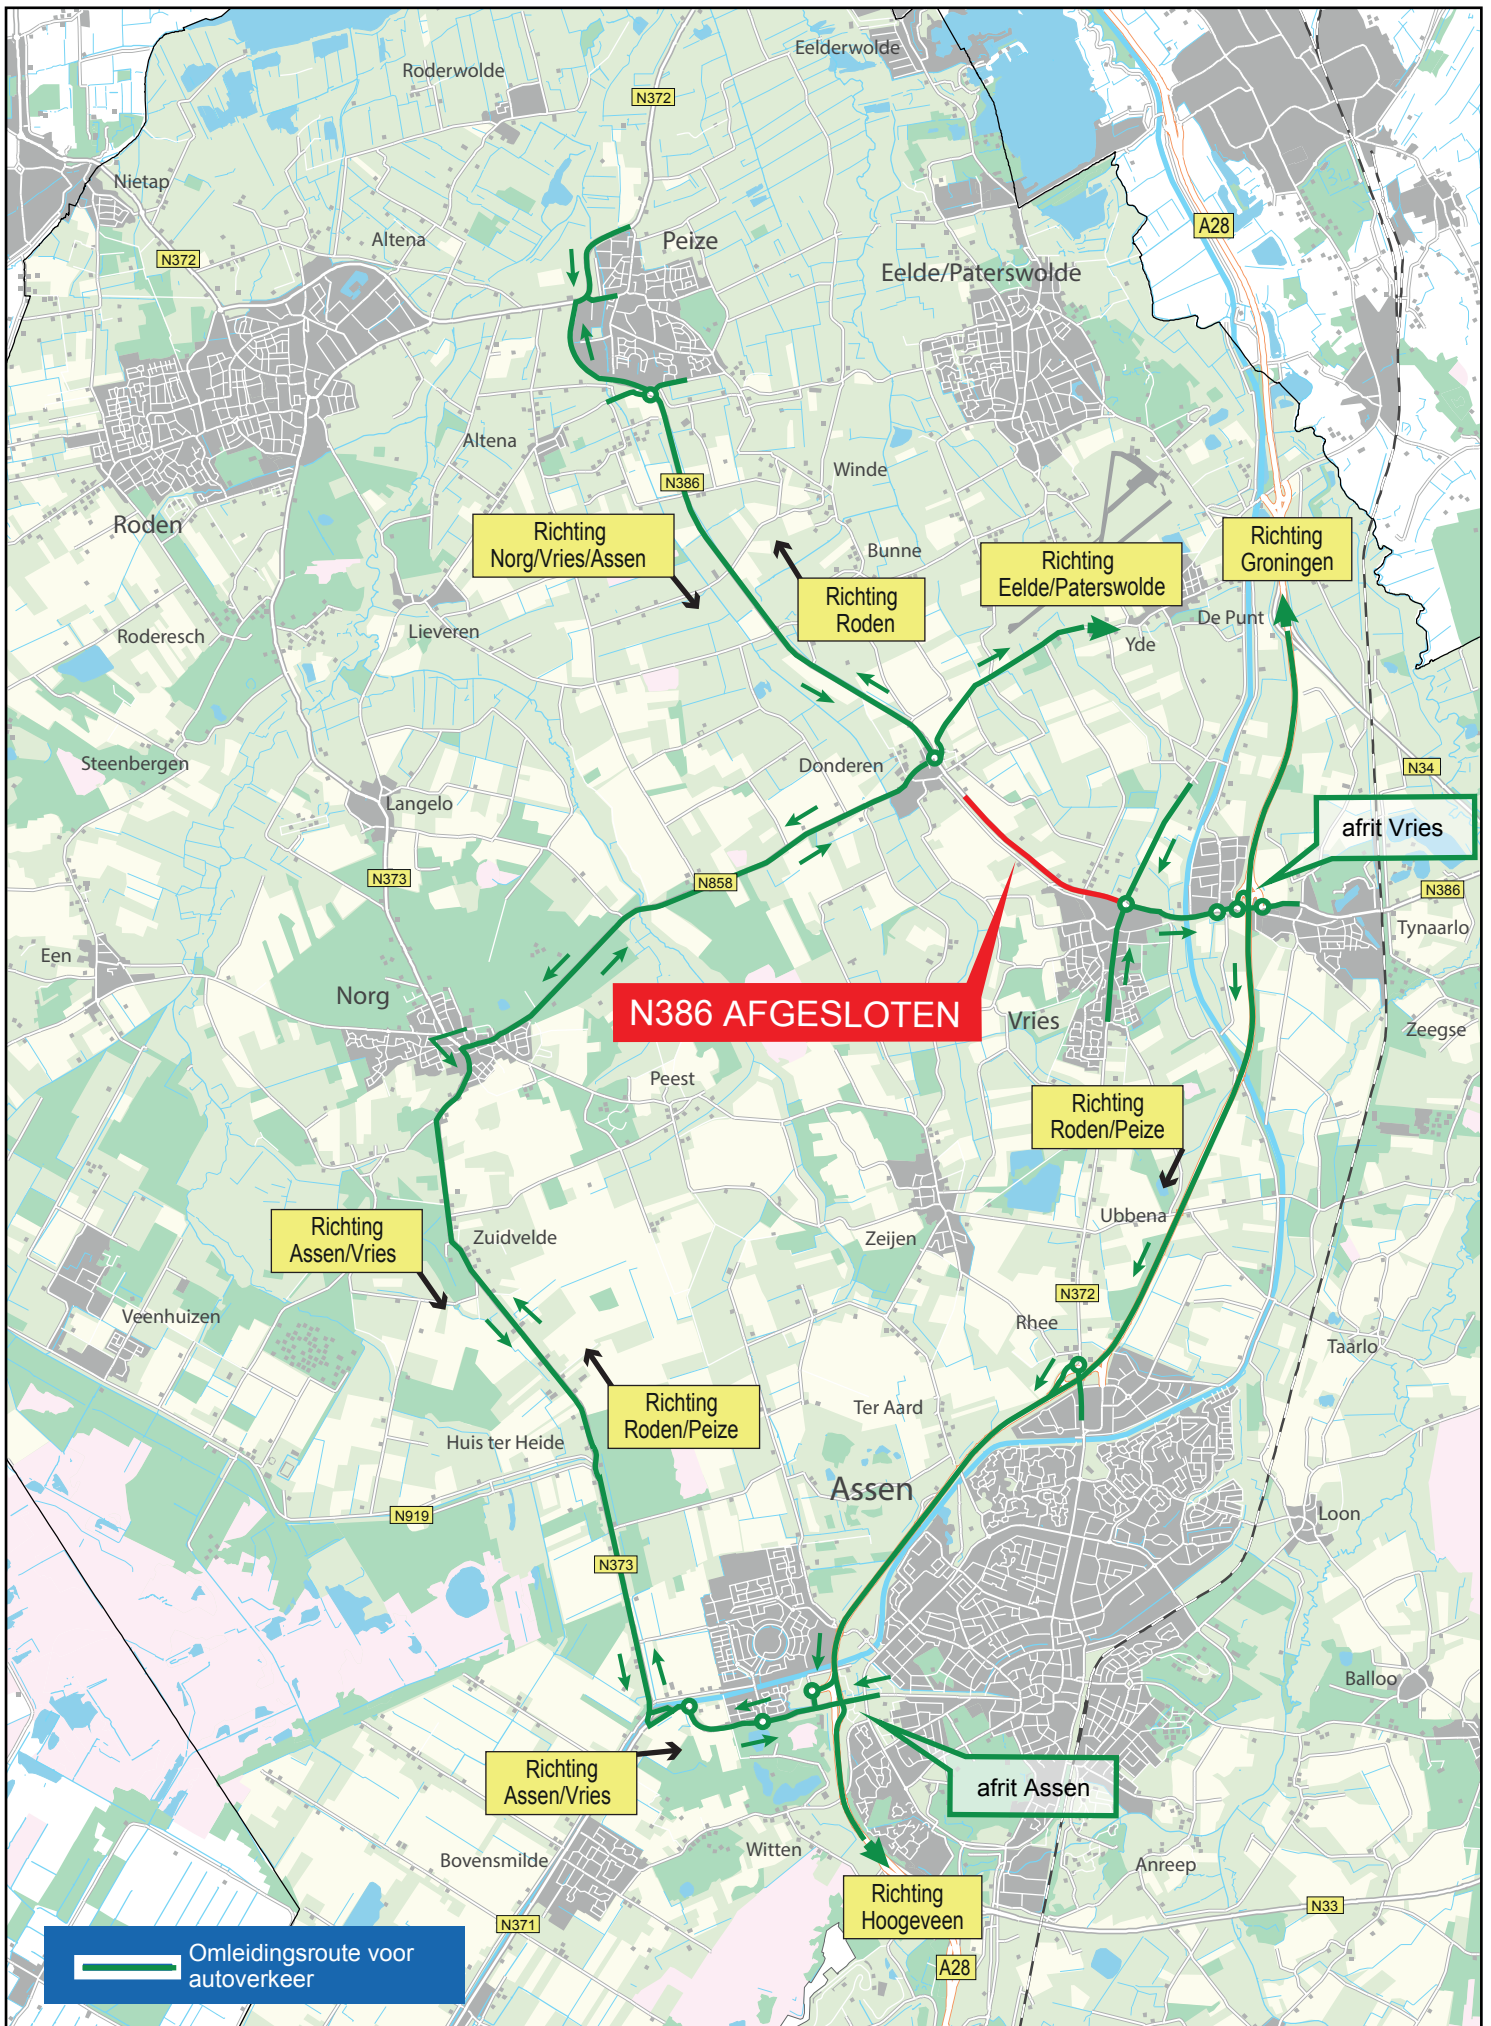 Eelderwolde
Roderwolde
N372
Nietap
A28
Altena
Peize
N372
Eelde/Paterswolde
Altena
Winde
N386
Roden
Richting
Norg/Vries/Assen
Bunne
Richting
Eelde/Paterswolde
Richting
Groningen
Richting
Roden
Roderesch
Lieveren
De Punt
Yde
Steenbergen
Donderen
N34
Langelo
afrit Vries
N373
N858
N386
Tynaarlo
Een
Norg
N386 AFGESLOTEN
Vries
Zeegse
Peest
Richting
Roden/Peize
Richting
Assen/Vries
Zuidvelde
Zeijen
Ubbena
N372
Veenhuizen
Rhee
Taarlo
Richting
Roden/Peize
Ter Aard
Huis ter Heide
Assen
N919
Loon
N373
Balloo
Richting
Assen/Vries
afrit Assen
Bovensmilde
Witten
Anreep
Richting
Hoogeveen
N33
N371
Omleidingsroute voor
autoverkeer
A28